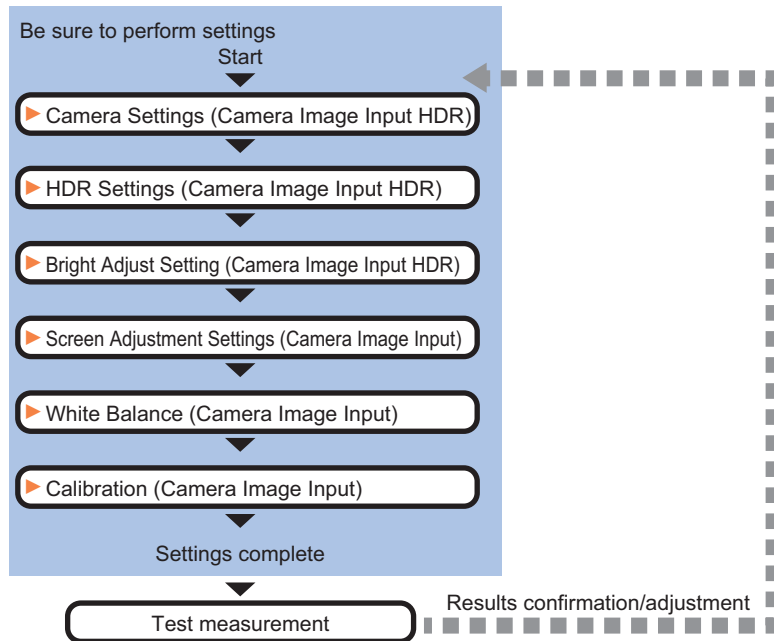 Be sure to perform settings
Start
Camera Settings (Camera Image Input HDR)
HDR Settings (Camera Image Input HDR)
Bright Adjust Setting (Camera Image Input HDR)
Screen Adjustment Settings (Camera Image Input)
White Balance (Camera Image Input)
Calibration (Camera Image Input)
Settings complete
Test measurement
Results confirmation/adjustment